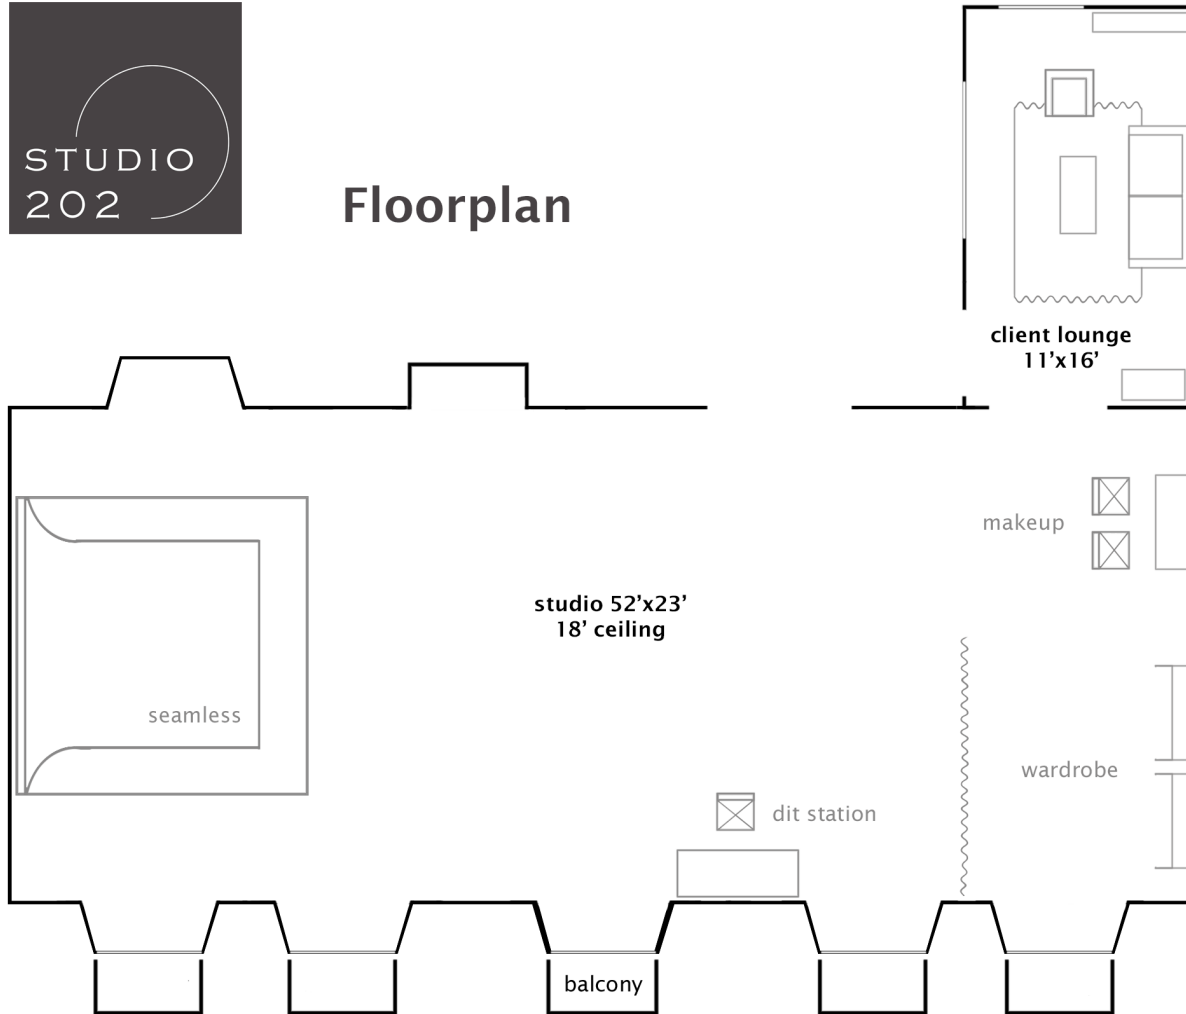 STUDIO
202
Floorplan
client lounge
11’x16’
makeup
studio 52’x23’
18’ ceiling
seamless
wardrobe
dit station
balcony